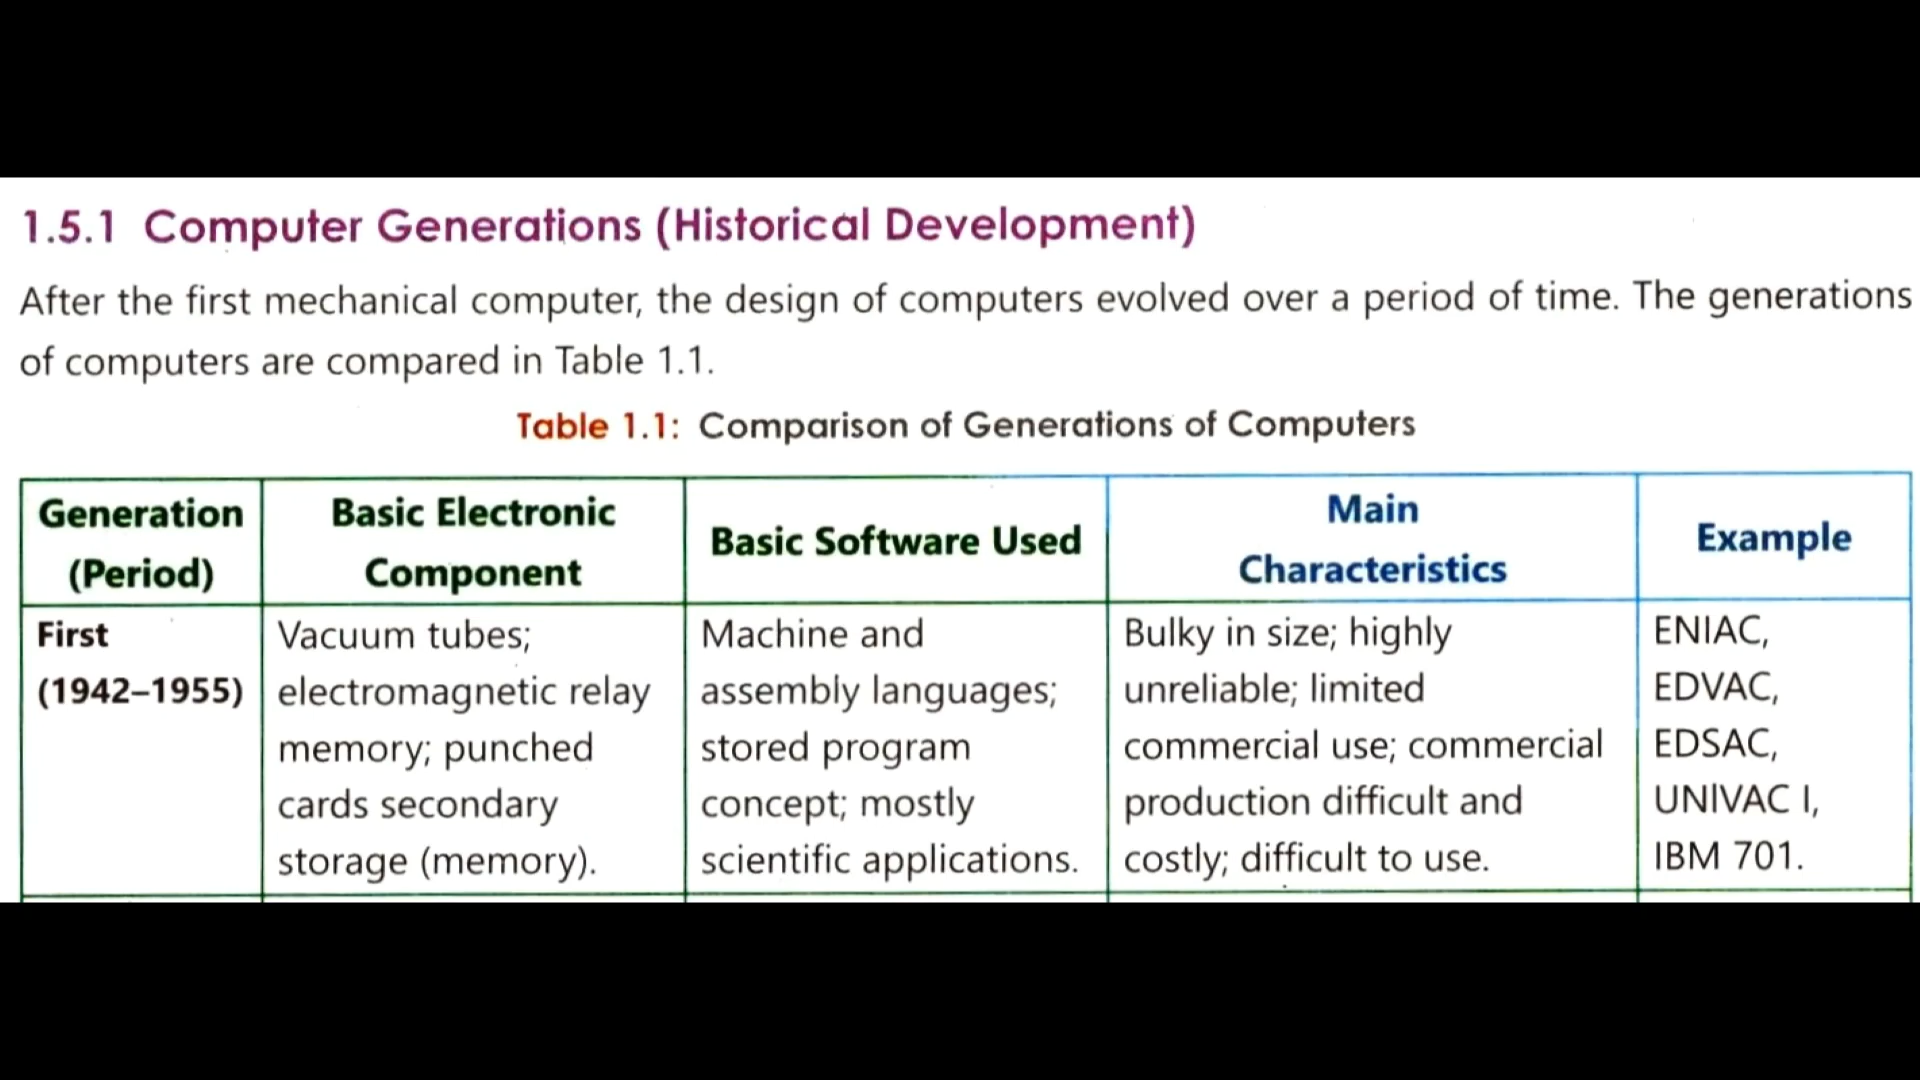 1.5.1 Computer Generations (Historical Development)
After the first mechanical computer, the design of computers evolved over a period of time. The generations
of computers are compared in Table 1.1.
Table 1.1: Comparison of Generations of Computers
Generation
(Period)
Basic Electronic
Component
Basic Software Used
Main
Characteristics
Example
First
(1942–1955)
Vacuum tubes;
electromagnetic relay
memory; punched
cards secondary
storage (memory).
Machine and
assembly languages;
stored program
concept; mostly
scientific applications.
Bulky in size; highly
unreliable; limited
commercial use; commercial
production difficult and
costly; difficult to use.
ENIAC,
EDVAC,
EDSAC,
UNIVAC I,
IBM 701.